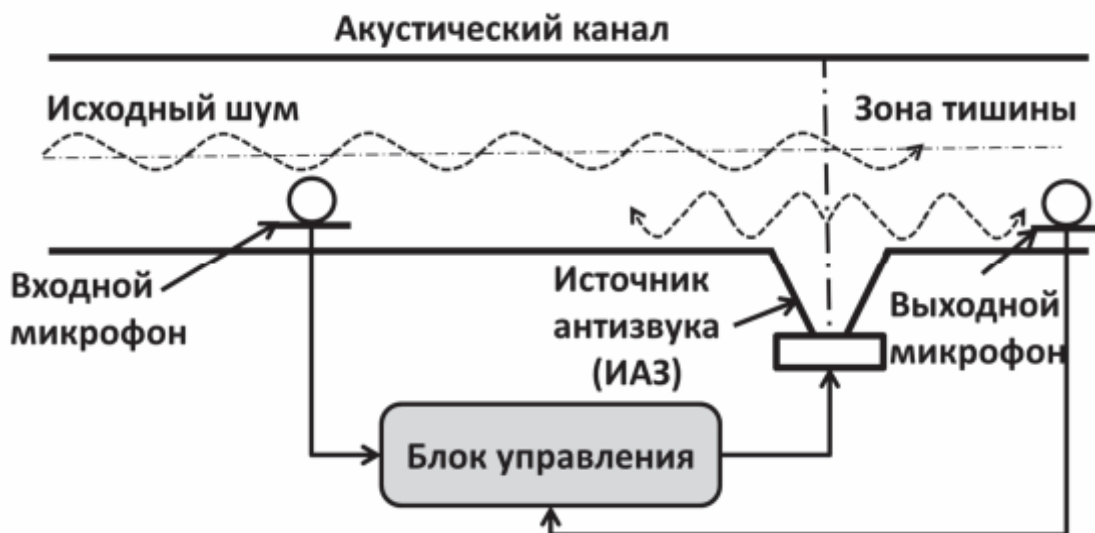 Акустический канал
Исходный шум
Зона тишины
Входной
микрофон
Источник
антизвука
(ИАЗ)
Выходной
микрофон
Блок управления